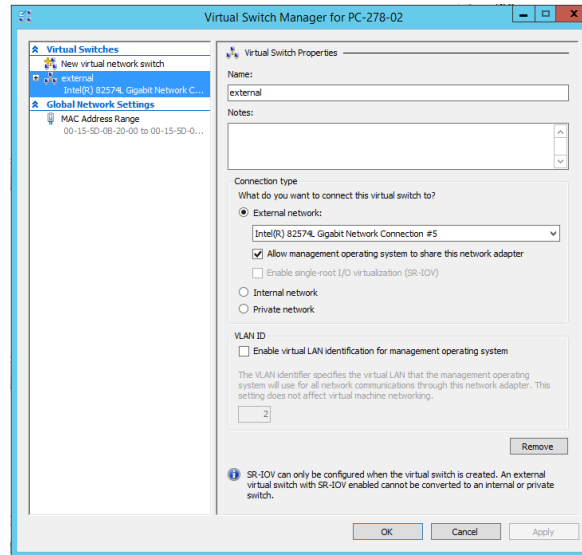 Virtual Switch Manager for PC-278-02
Virtual Switches
New virtual network switch
external
Intel(R) 82574L Gigabit Network C...
Global Network Settings
MAC Address Range
00-15-5D-0B-20-00 to 00-15-5D-0...
Virtual Switch Properties
Name:
external
Notes:
Connection type
What do you want to connect this virtual switch to?
External network:
Intel(R) 82574L Gigabit Network Connection #5
Allow management operating system to share this network adapter
Enable single-root I/O virtualization (SR-IOV)
Internal network
Private network
VLAN ID
Enable virtual LAN identification for management operating system
The VLAN identifier specifies the virtual LAN that the management operating
system will use for all network communications through this network adapter. This
setting does not affect virtual machine networking.
2
Remove
SR-IOV can only be configured when the virtual switch is created. An external
virtual switch with SR-IOV enabled cannot be converted to an internal or private
switch.
OK
Cancel
Apply